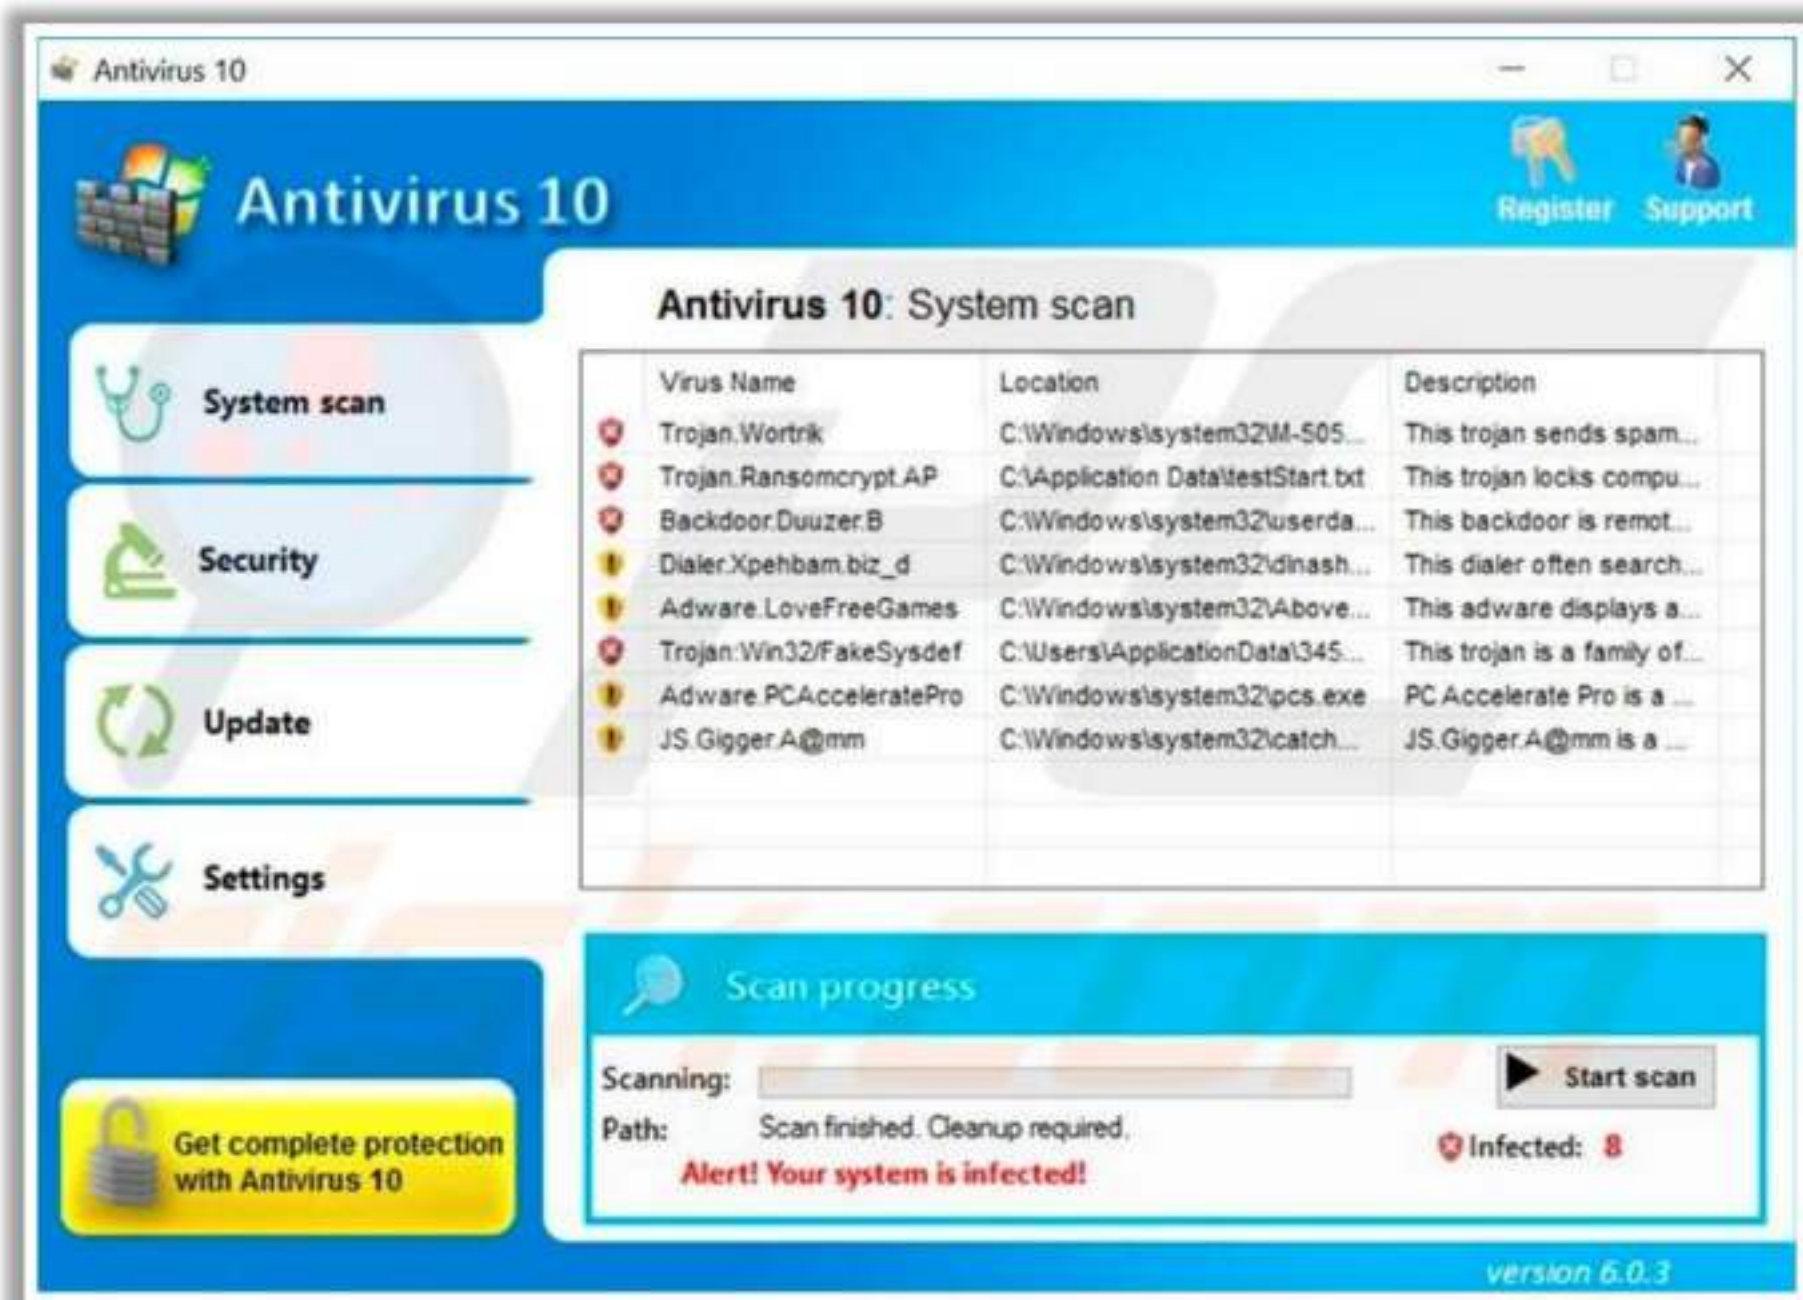 Antivirus 10
Antivirus 10
Register Support
Antivirus 10: System scan
System scan
Security
Update
Settings
Virus Name Location Description
Trojan.Wortrik C:\Windows\system32\M-505... This trojan sends spam...
Trojan.Ransomcrypt.AP C:\Application Data\testStart.txt This trojan locks compu...
Backdoor.Duuzer.B C:\Windows\system32\userda... This backdoor is remot...
Dialer.Xpehbam.biz_d C:\Windows\system32\dlnash... This dialer often search...
Adware.LoveFreeGames C:\Windows\system32\Above... This adware displays a...
Trojan:Win32/FakeSysdef C:\Users\ApplicationData\345... This trojan is a family of...
Adware.PCAcceleratePro C:\Windows\system32\pcs.exe PC Accelerate Pro is a ...
JS.Gigger.A@mm C:\Windows\system32\catch... JS.Gigger.A@mm is a ...
Scan progress
Scanning:
Start scan
Path: Scan finished. Cleanup required.
Infected: 8
Alert! Your system is infected!
Get complete protection
with Antivirus 10
version 6.0.3